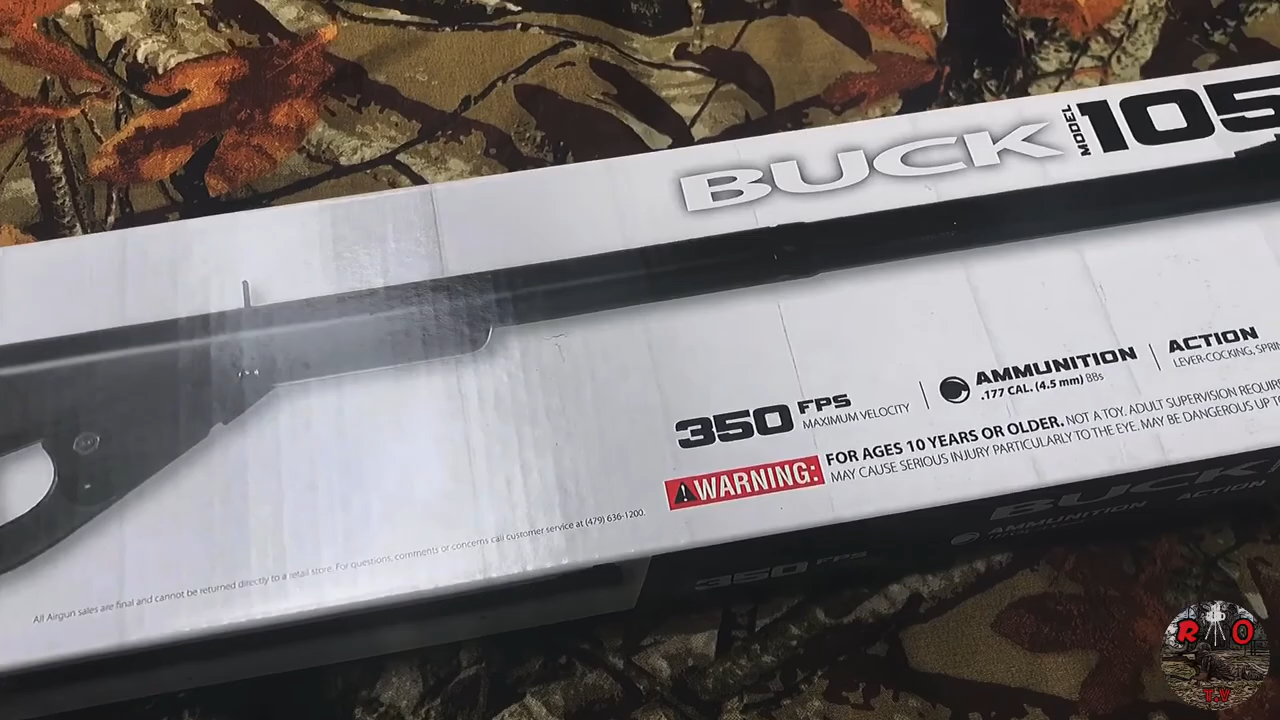 BUCK MODEL 105
350 FPS MAXIMUM VELOCITY
AMMUNITION
.177 CAL. (4.5 mm) BBs
ACTION
LEVER-COCKING,
WARNING: FOR AGES 10 YEARS OR OLDER. NOT A TOY. ADULT SUPERVISION
MAY CAUSE SERIOUS INJURY PARTICULARLY TO THE EYE. MAY BE DANGEROUS UP
All Airgun sales are final and cannot be returned directly to a retail store. For questions, comments or concerns call customer service at (479) 636-1200.
BUCK
AMMUNITION
ACTION
350 FPS
R O
T.V